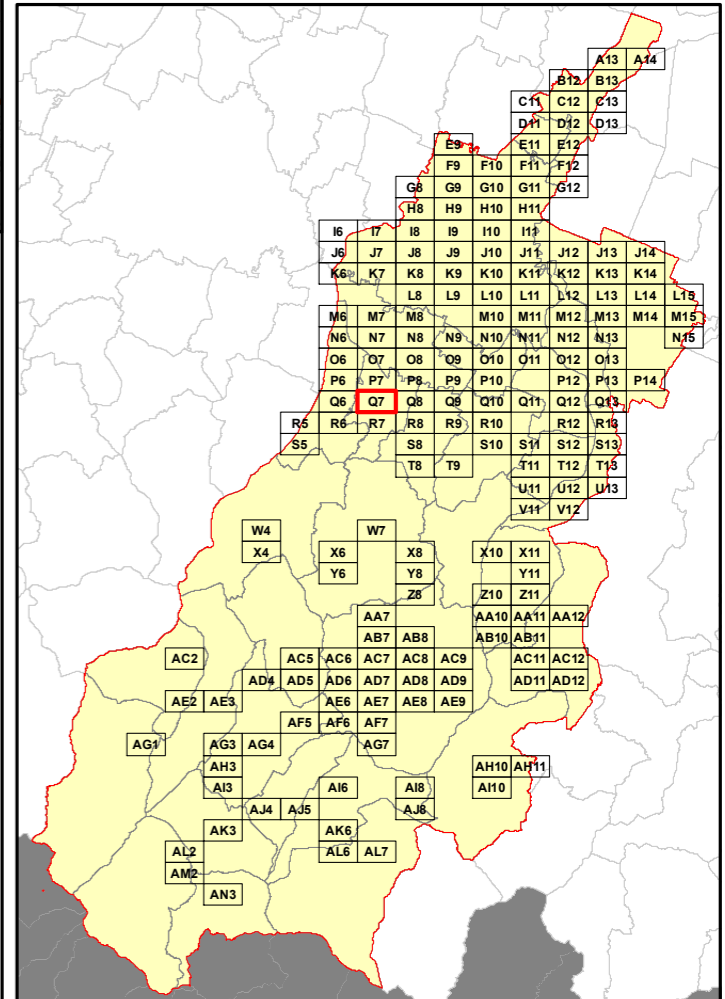 A13 A14
B12 B13
C11 C12 C13
D11 D12 D13
E9 E11 E12
F9 F10 F11 F12
G8 G9 G10 G11 G12
H8 H9 H10 H11
I6 I7 I8 I9 I10 I11
J6 J7 J8 J9 J10 J11 J12 J13 J14
K6 K7 K8 K9 K10 K11 K12 K13 K14
L8 L9 L10 L11 L12 L13 L14 L15
M6 M7 M8 M10 M11 M12 M13 M14 M15
N6 N7 N8 N9 N10 N11 N12 N13 N15
O6 O7 O8 O9 O10 O11 O12 O13
P6 P7 P8 P9 P10 P12 P13 P14
Q6 Q7 Q8 Q9 Q10 Q11 Q12 Q13
R5 R6 R7 R8 R9 R10 R12 R13
S5 S8 S10 S11 S12 S13
T8 T9 T11 T12 T13
U11 U12 U13
V11 V12
W4 W7
X4 X6 X8 X10 X11
Y6 Y8 Y11
Z8 Z10 Z11
AA7 AA10 AA11 AA12
AB7 AB8 AB10 AB11
AC2 AC5 AC6 AC7 AC8 AC9 AC11 AC12
AD4 AD5 AD6 AD7 AD8 AD9 AD11 AD12
AE2 AE3 AE6 AE7 AE8 AE9
AF5 AF6 AF7
AG1 AG3 AG4 AG7
AH3 AH10 AH11
AI3 AI6 AI8 AI10
AJ4 AJ5 AJ8
AK3 AK6
AL2 AL6 AL7
AM2
AN3